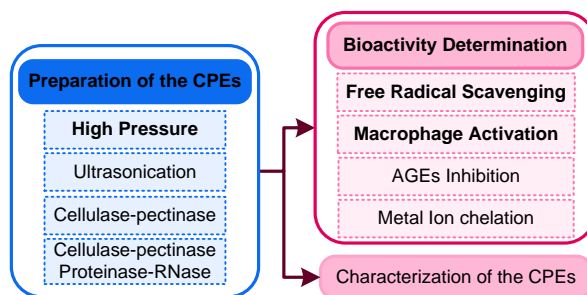 Preparation of the CPEs
High Pressure
Ultrasonication
Cellulase-pectinase
Cellulase-pectinase
Proteinase-RNase
Bioactivity Determination
Free Radical Scavenging
Macrophage Activation
AGEs Inhibition
Metal Ion chelation
Characterization of the CPEs